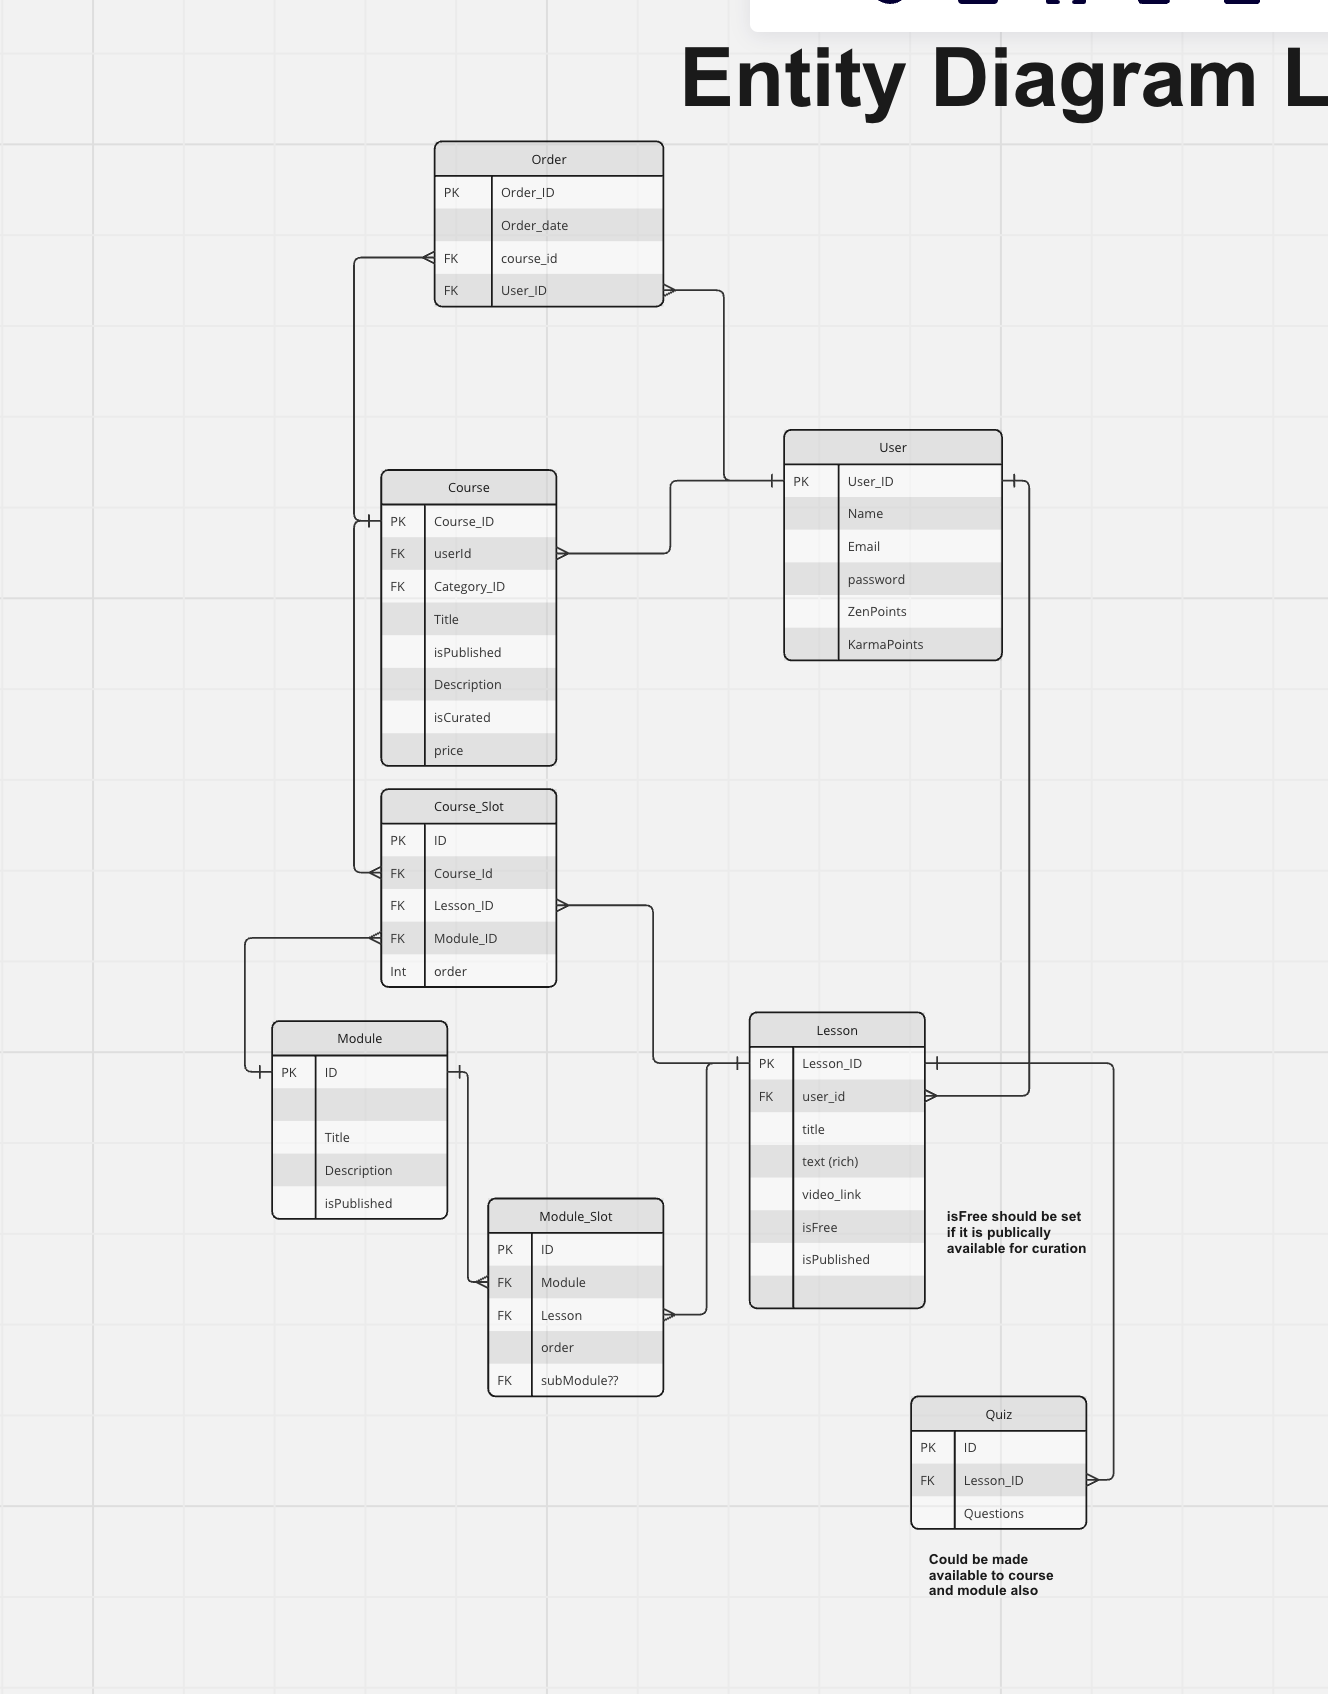 Entity Diagram L
Order
PK Order_ID
Order_date
FK course_id
FK User_ID
User
PK User_ID
Name
Email
password
ZenPoints
KarmaPoints
Course
PK Course_ID
FK userId
FK Category_ID
Title
isPublished
Description
isCurated
price
Course_Slot
PK ID
FK Course_Id
FK Lesson_ID
FK Module_ID
Int order
Module
PK ID
Title
Description
isPublished
Lesson
PK Lesson_ID
FK user_id
title
text (rich)
video_link
isFree
isPublished
isFree should be set
if it is publically
available for curation
Module_Slot
PK ID
FK Module
FK Lesson
order
FK subModule??
Quiz
PK ID
FK Lesson_ID
Questions
Could be made
available to course
and module also